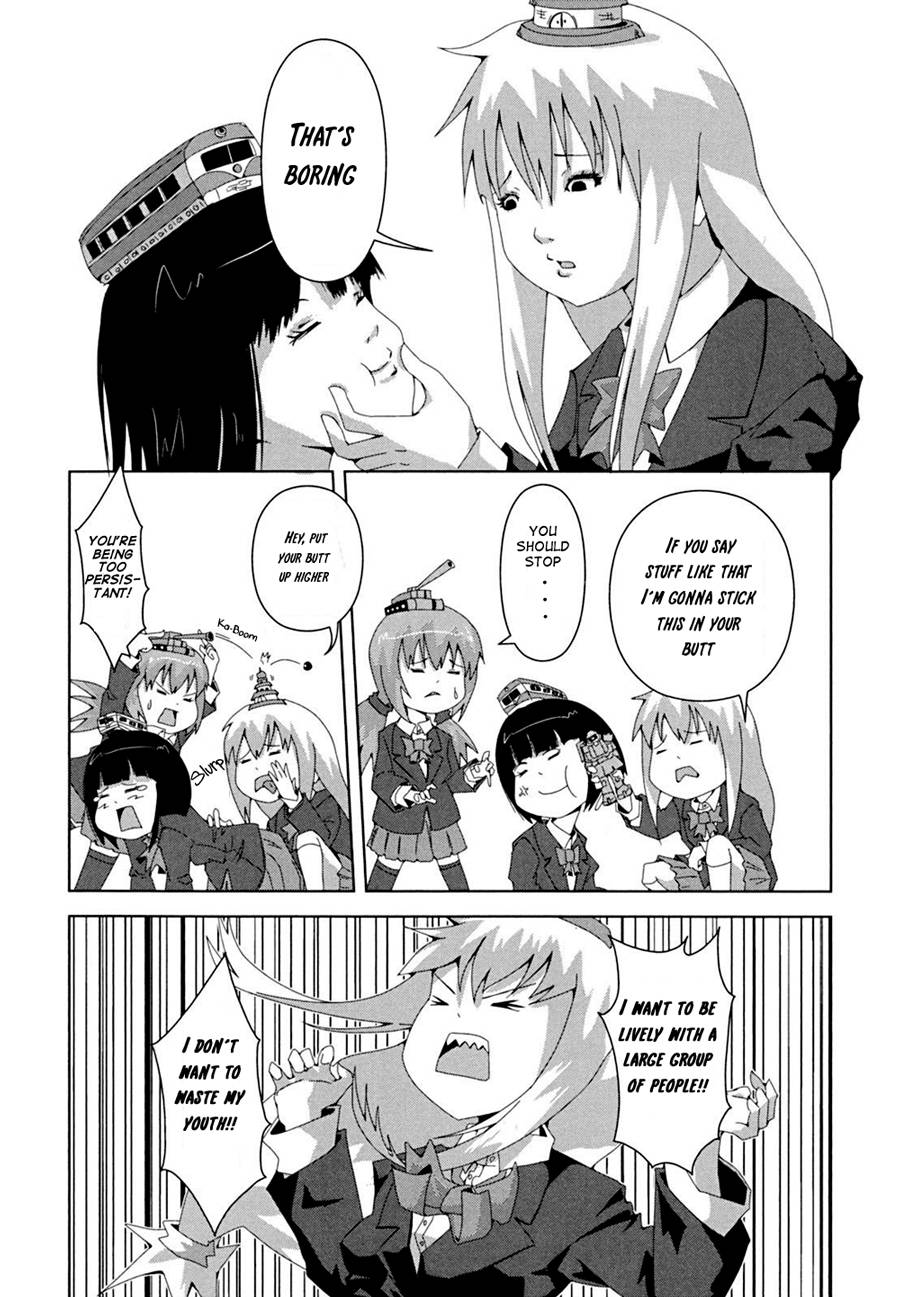 THAT'S
BORING
IF YOU SAY
STUFF LIKE THAT
I'M GONNA STICK
THIS IN YOUR
BUTT
YOU
SHOULD
STOP
....
HEY, PUT
YOUR BUTT
UP HIGHER
YOU'RE
BEING
TOO
PERSIS-
TANT!
Ka-Boom
Slurp
I WANT TO BE
LIVELY WITH A
LARGE GROUP
OF PEOPLE!!
I DON'T
WANT TO
WASTE MY
YOUTH!!